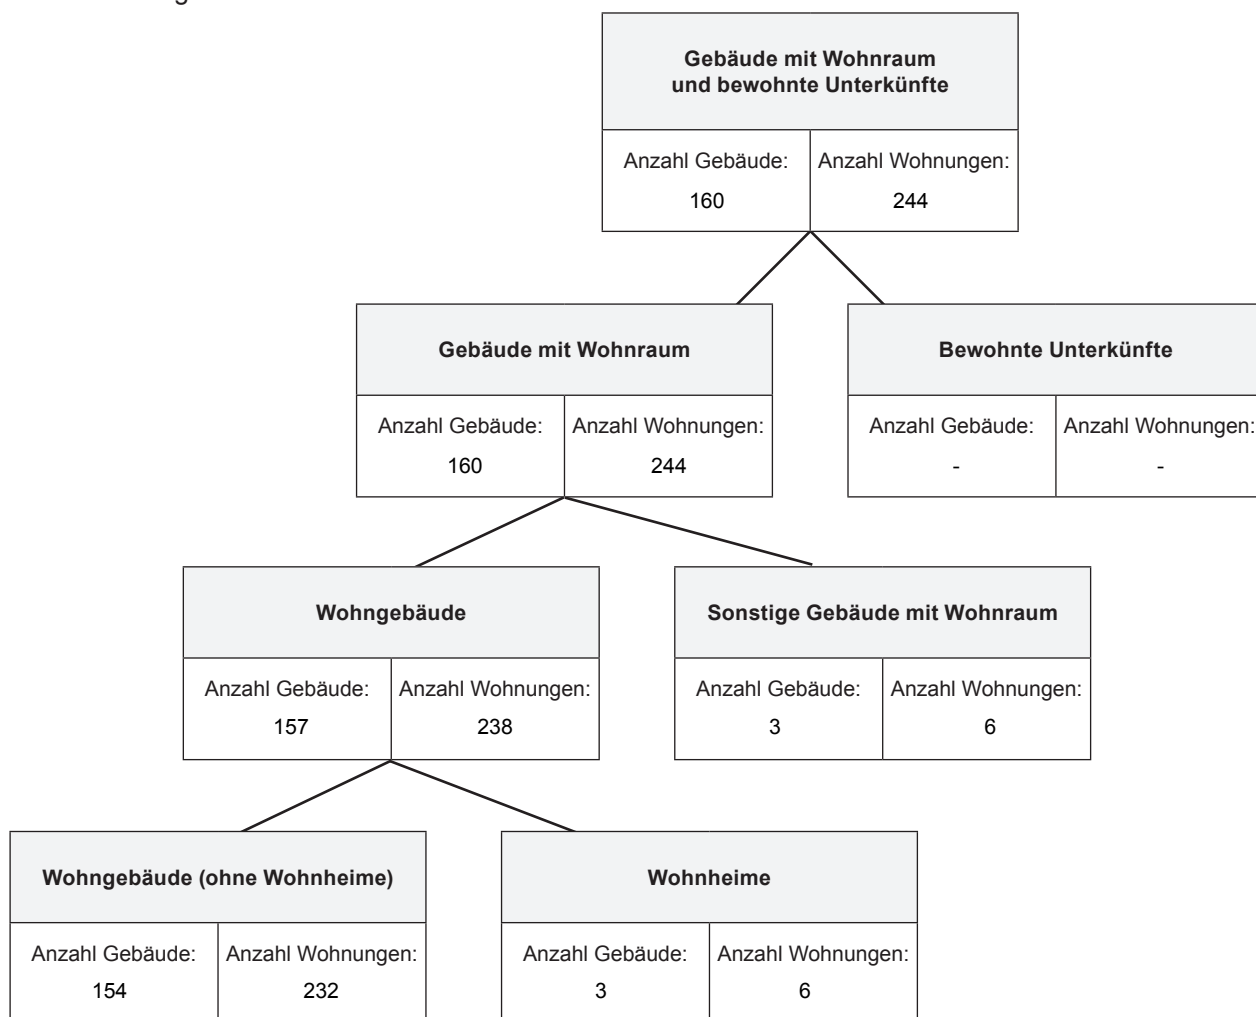 Gebäude mit Wohnraum
und bewohnte Unterkünfte
Anzahl Gebäude: Anzahl Wohnungen:
160 244
Gebäude mit Wohnraum Bewohnte Unterkünfte
Anzahl Gebäude: Anzahl Wohnungen: Anzahl Gebäude: Anzahl Wohnungen:
160 244 - -
Wohngebäude Sonstige Gebäude mit Wohnraum
Anzahl Gebäude: Anzahl Wohnungen: Anzahl Gebäude: Anzahl Wohnungen:
157 238 3 6
Wohngebäude (ohne Wohnheime) Wohnheime
Anzahl Gebäude: Anzahl Wohnungen: Anzahl Gebäude: Anzahl Wohnungen:
154 232 3 6